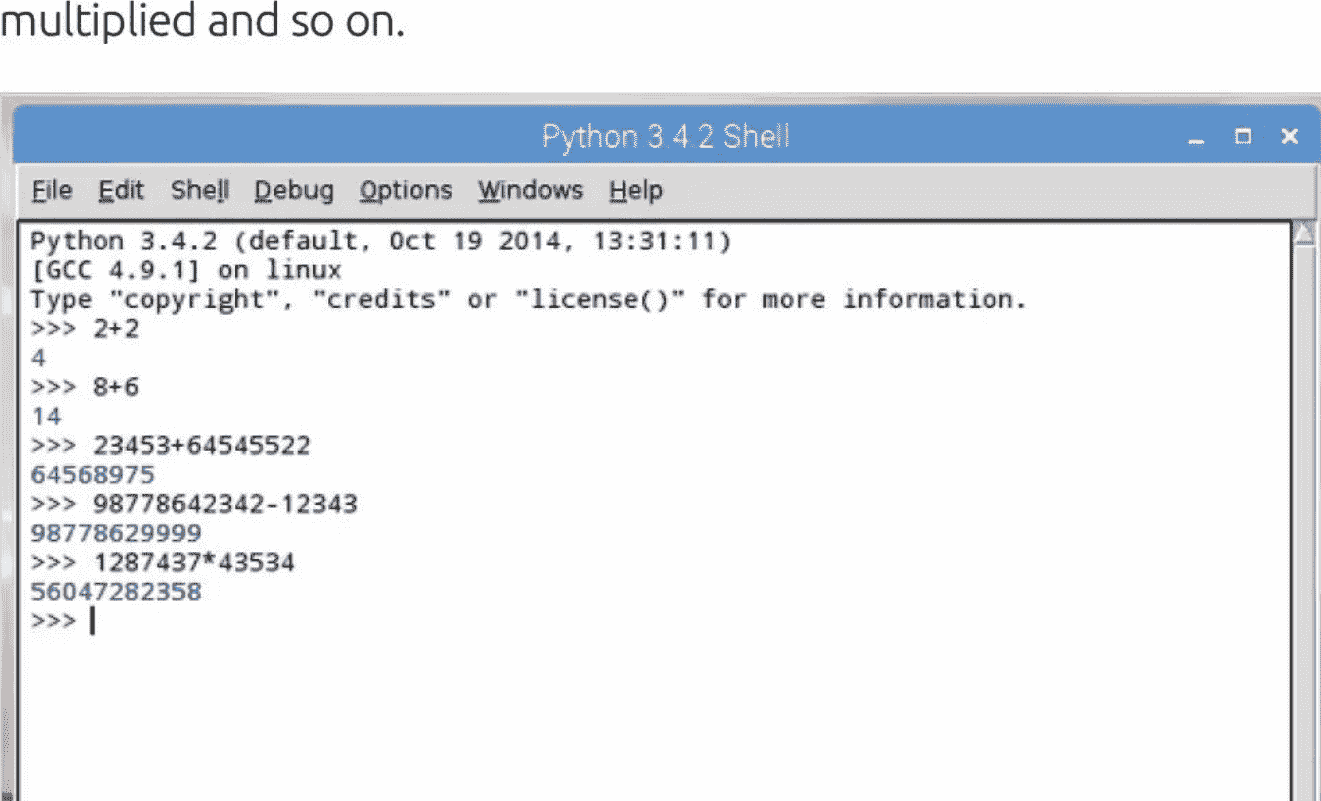 multiplied and so on.
Python 3.4.2 Shell
File Edit Shell Debug Options Windows Help
Python 3.4.2 (default, Oct 19 2014, 13:31:11)
[GCC 4.9.1] on linux
Type "copyright", "credits" or "license()" for more information.
>>> 2+2
4
>>> 8+6
14
>>> 23453+64545522
64568975
>>> 98778642342-12343
98778629999
>>> 1287437*43534
56047282358
>>>